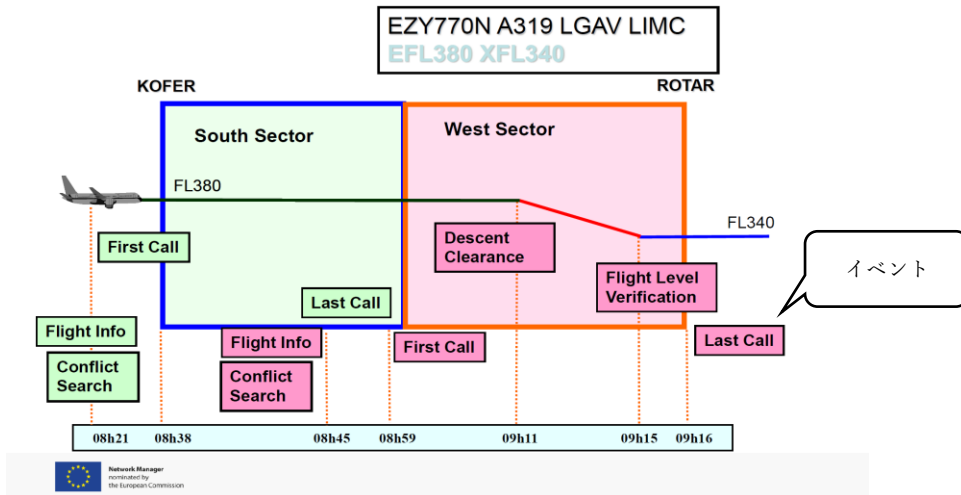 EZY770N A319 LGAV LIMC
EFL380 XFL340
KOFER
ROTAR
South Sector
West Sector
FL380
FL340
First Call
Descent
Clearance
イベント
Flight Level
Verification
Last Call
Flight Info
Flight Info
First Call
Last Call
Conflict
Search
Conflict
Search
08h21
08h38
08h45
08h59
09h11
09h15
09h16
Network Manager
nominated by
the European Commission